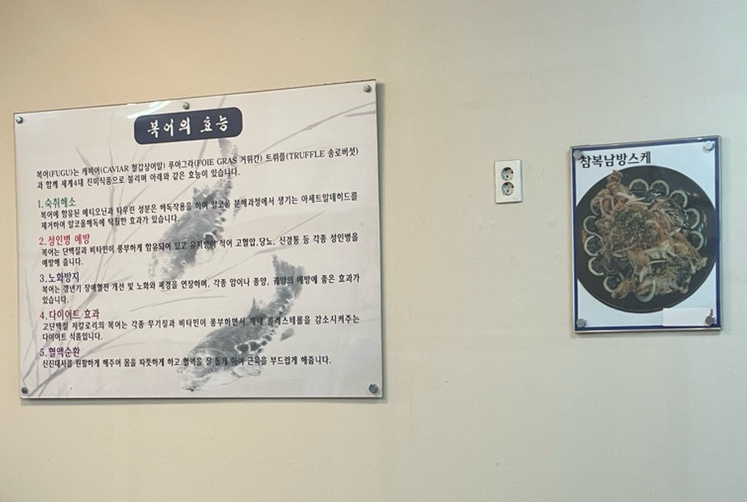 복어의 효능
복어(FUGU)는 캐비어(CAVIAR 철갑상어알) 푸아그라(FOIE GRAS 거위간) 트뤼플(TRUFFLE 송로버섯)
과 함께 세계4대 진미식품으로 불리며 아래와 같은 효능이 있습니다.
1.숙취해소
복어에 함유된 메티오닌과 타우린 성분은 해독작용을 하며 알코올 분해과정에서 생기는 아세트알데히드를
제거하여 알코올해독에 탁월한 효과가 있습니다.
2.성인병 예방
복어는 단백질과 비타민이 풍부하게 함유되어 있고 유지방이 적어 고혈압,당뇨, 신경통 등 각종 성인병을
예방해 줍니다.
3.노화방지
복어는 갱년기 장애혈전 개선 및 노화와 폐경을 연장하며, 각종 암이나 종양, 궤양의 예방에 좋은 효과가
있습니다.
4.다이어트 효과
고단백질 저칼로리와 복어는 각종 무기질과 비타민이 풍부하면서 체내 콜레스테롤을 감소시켜주는
다이어트 식품입니다.
5.혈액순환
신진대사를 원활하게 해주어 몸을 따뜻하게 하고 혈액을 잘 돌게 하여 근육을 부드럽게 해줍니다.
참복남방스케